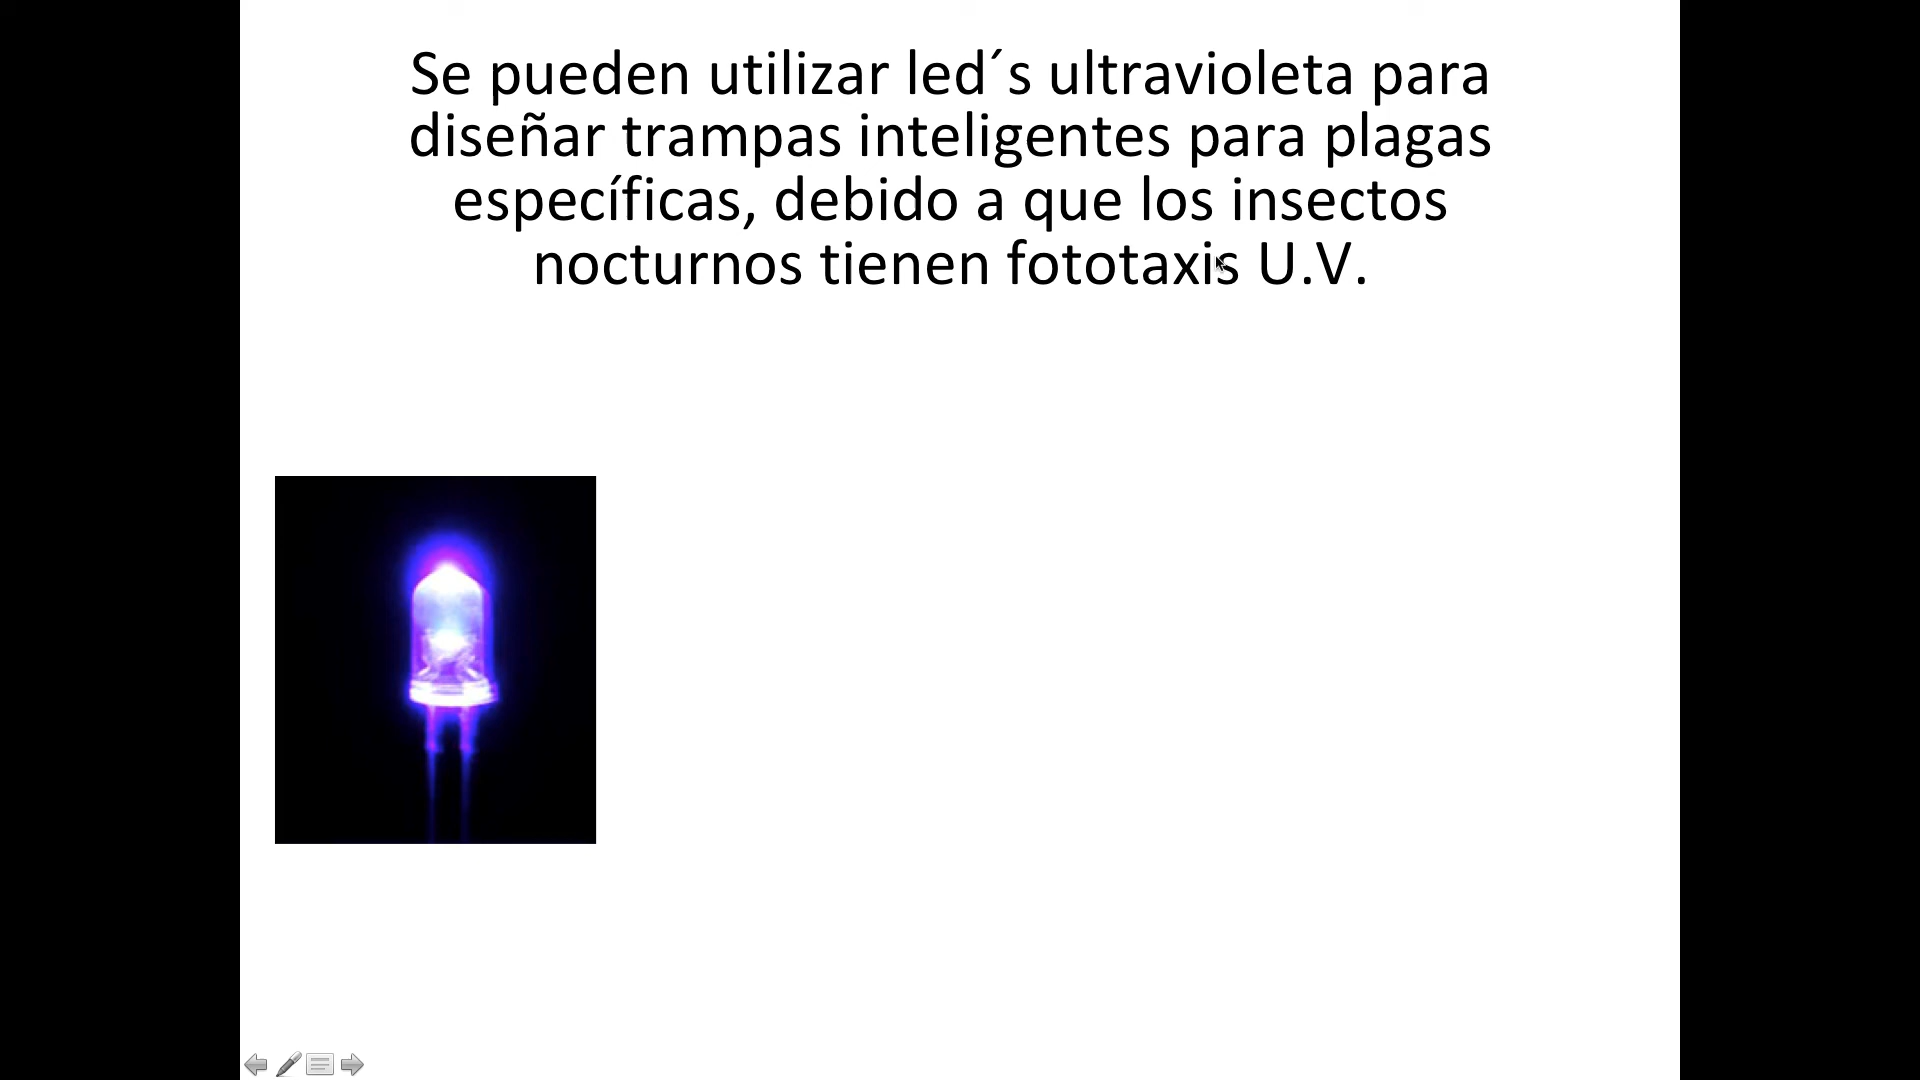 Se pueden utilizar led´s ultravioleta para
diseñar trampas inteligentes para plagas
específicas, debido a que los insectos
nocturnos tienen fototaxis U.V.